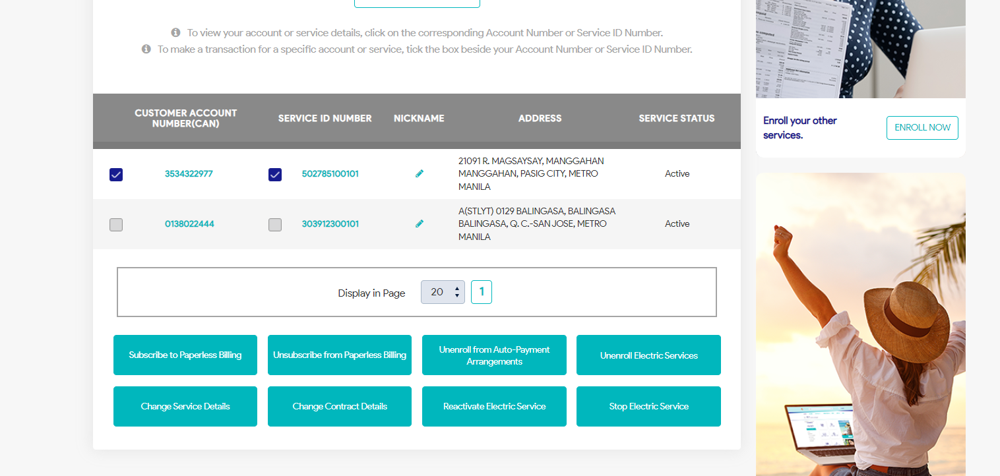 To view your account or service details, click on the corresponding Account Number or Service ID Number.
To make a transaction for a specific account or service, tick the box beside your Account Number or Service ID Number.
CUSTOMER ACCOUNT
NUMBER(CAN)
SERVICE ID NUMBER
NICKNAME
ADDRESS
SERVICE STATUS
3534322977
502785100101
21091 R. MAGSAYSAY, MANGGAHAN
MANGGAHAN, PASIG CITY, METRO
MANILA
Active
0138022444
303912300101
A(STLYT) 0129 BALINGASA, BALINGASA
BALINGASA, Q. C.-SAN JOSE, METRO
MANILA
Active
Display in Page
20
1
Subscribe to Paperless Billing
Unsubscribe from Paperless Billing
Unenroll from Auto-Payment
Arrangements
Unenroll Electric Services
Change Service Details
Change Contract Details
Reactivate Electric Service
Stop Electric Service
Enroll your other
services.
ENROLL NOW